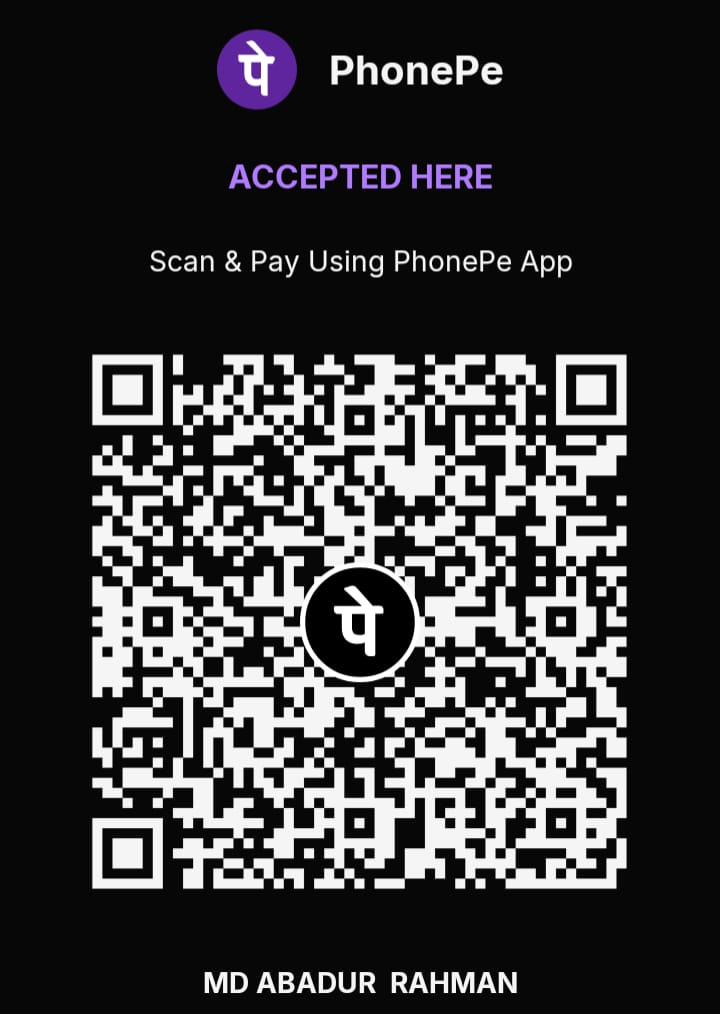 पे PhonePe
ACCEPTED HERE
Scan & Pay Using PhonePe App
पे
MD ABADUR RAHMAN